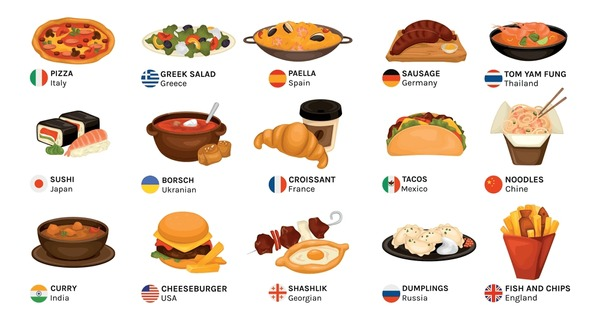 PIZZA
Italy
GREEK SALAD
Greece
PAELLA
Spain
SAUSAGE
Germany
TOM YAM FUNG
Thailand
SUSHI
Japan
BORSCH
Ukranian
CROISSANT
France
TACOS
Mexico
NOODLES
Chine
CURRY
India
CHEESEBURGER
USA
SHASHLIK
Georgian
DUMPLINGS
Russia
FISH AND CHIPS
England